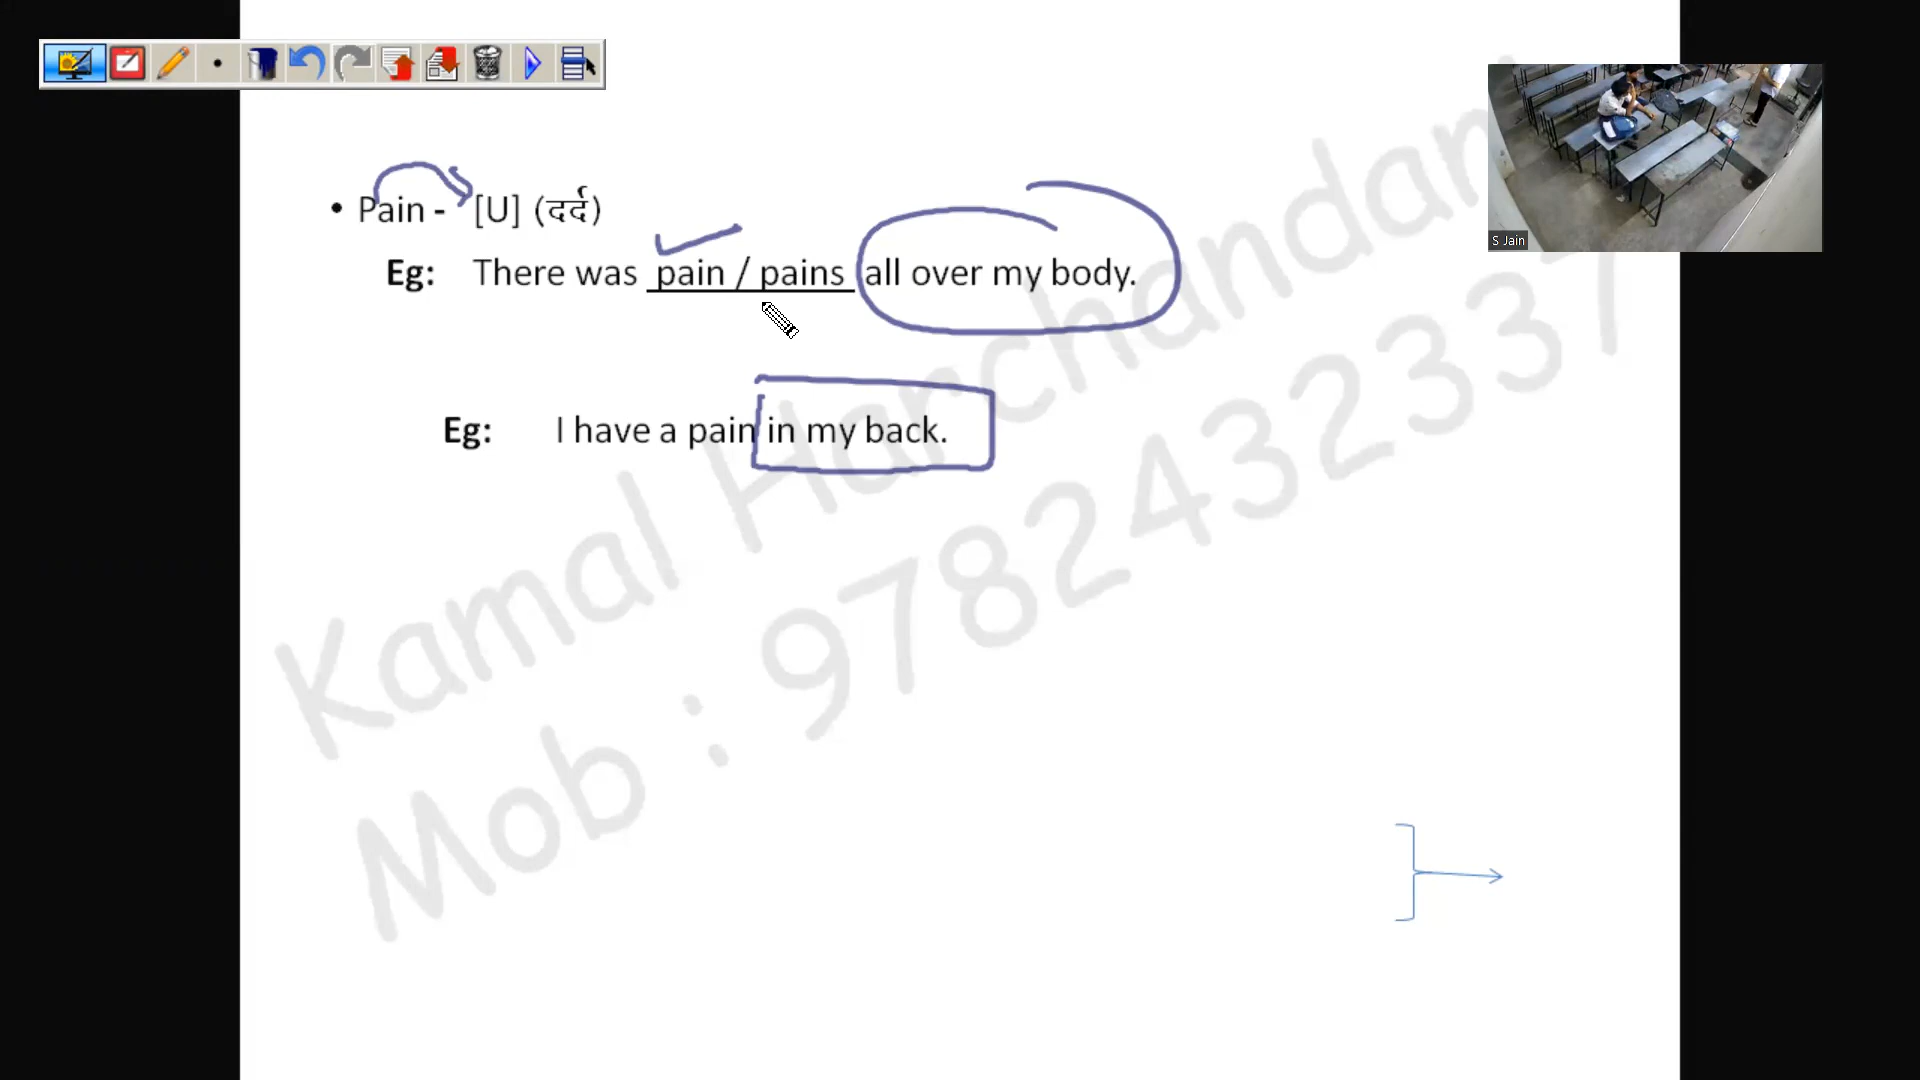 • Pain - [U] (दर्द)
Eg: There was pain / pains all over my body.
Eg: I have a pain in my back.
Kamal Harchandani
Mob : 9782432337
S Jain